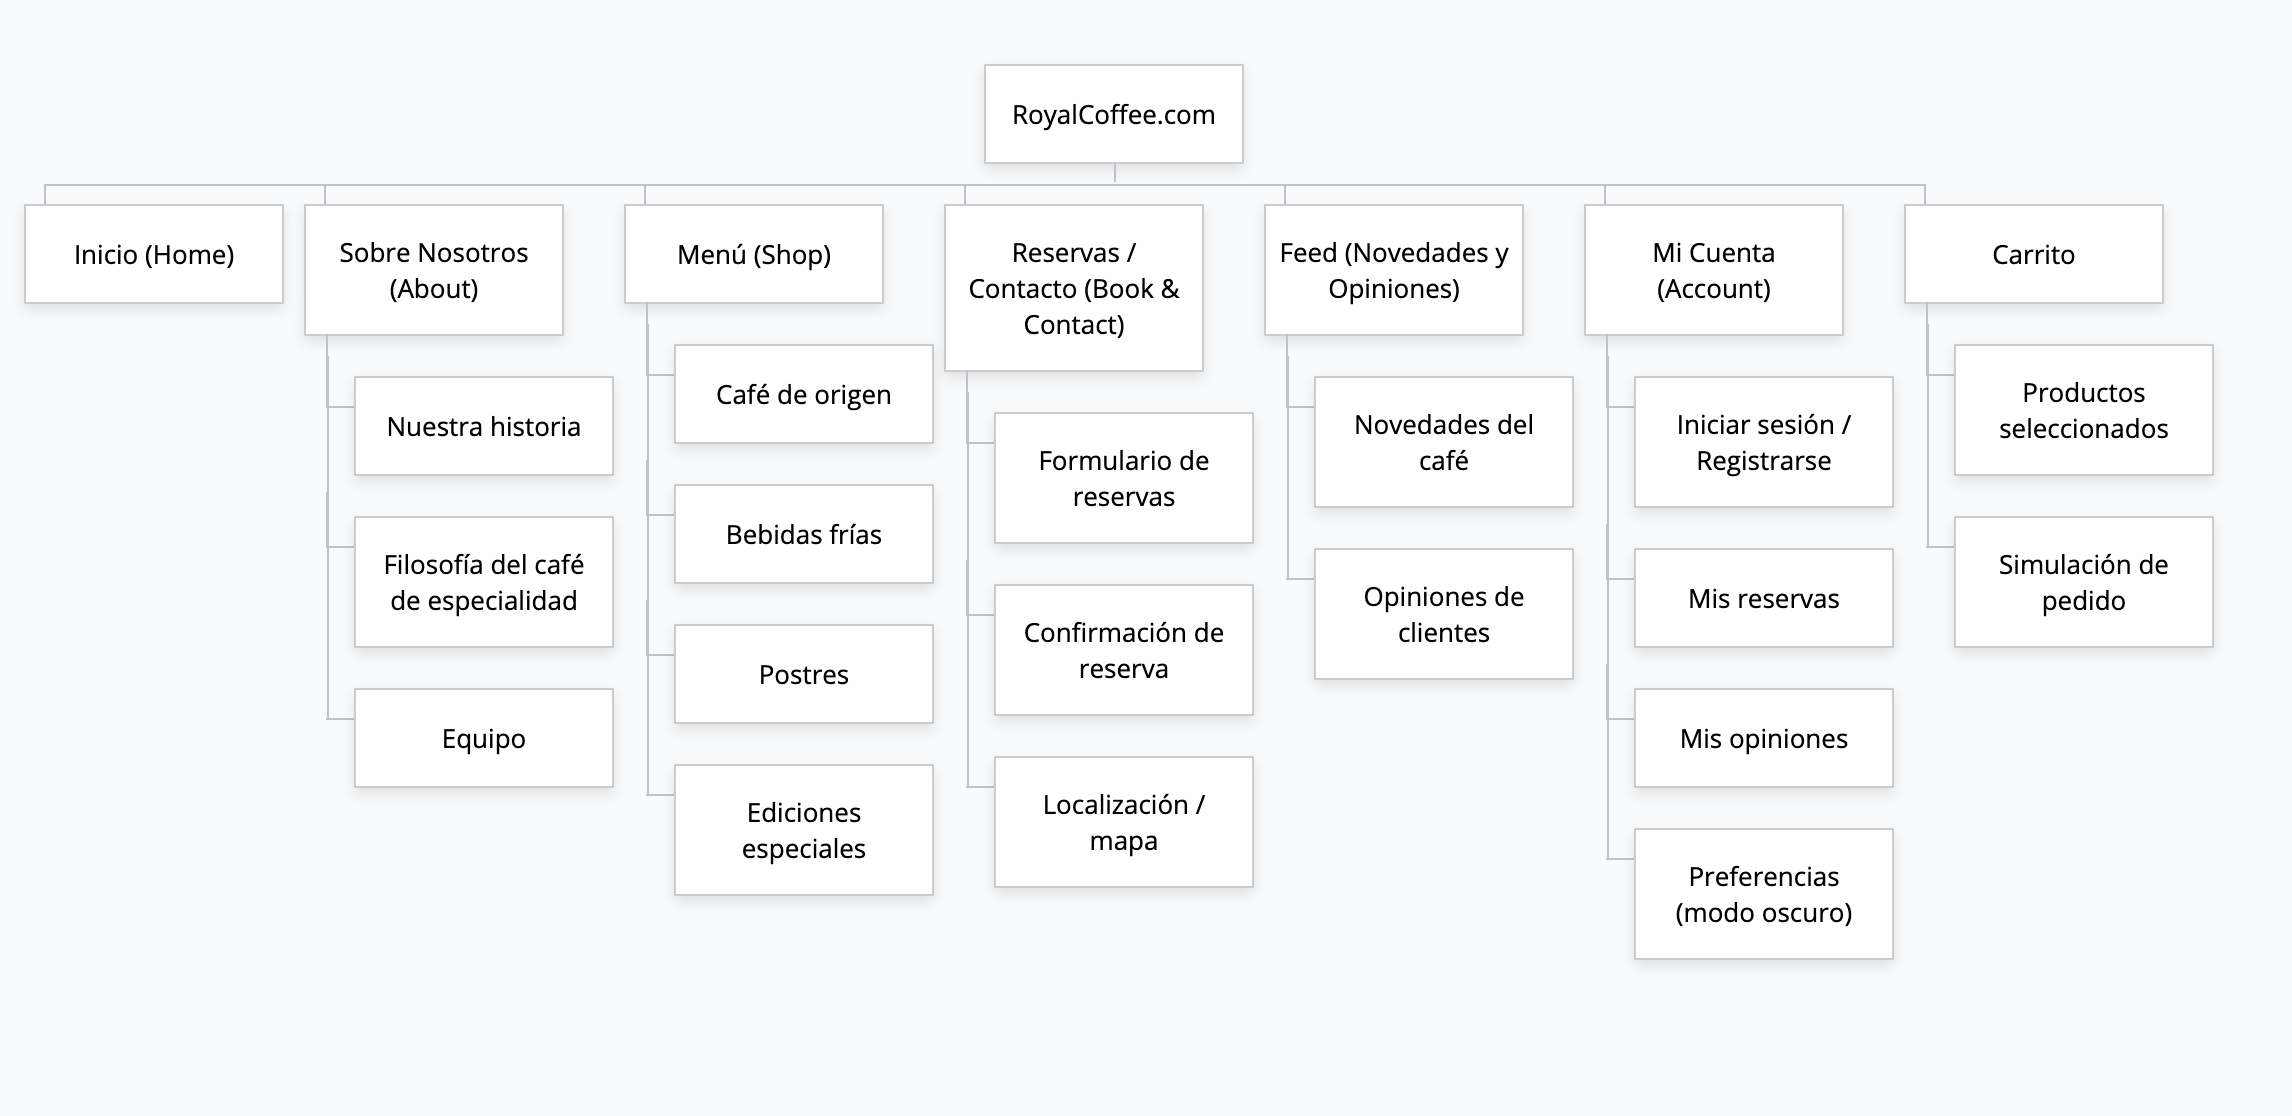 RoyalCoffee.com
Inicio (Home)
Sobre Nosotros
(About)
Nuestra historia
Filosofía del café
de especialidad
Equipo
Menú (Shop)
Café de origen
Bebidas frías
Postres
Ediciones
especiales
Reservas /
Contacto (Book &
Contact)
Formulario de
reservas
Confirmación de
reserva
Localización /
mapa
Feed (Novedades y
Opiniones)
Novedades del
café
Opiniones de
clientes
Mi Cuenta
(Account)
Iniciar sesión /
Registrarse
Mis reservas
Mis opiniones
Preferencias
(modo oscuro)
Carrito
Productos
seleccionados
Simulación de
pedido